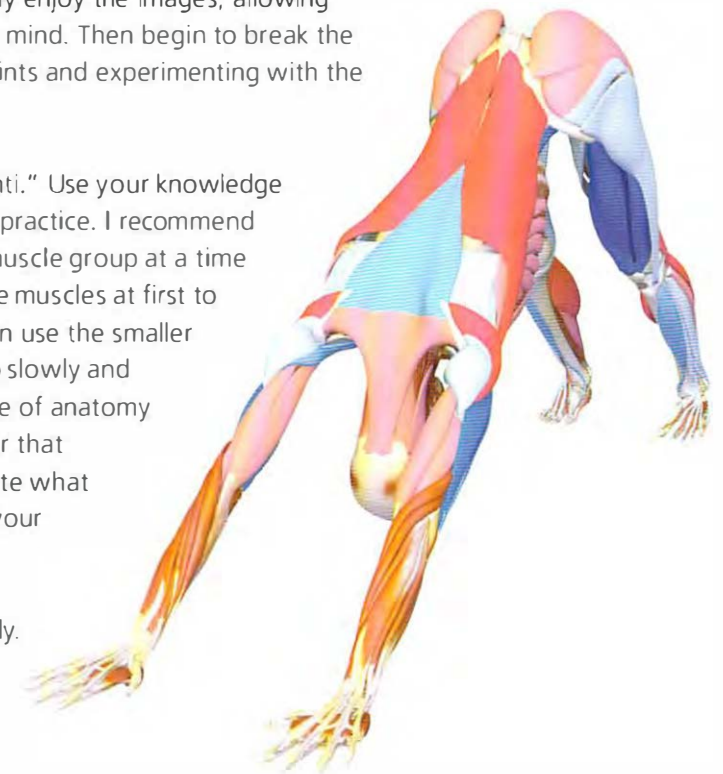 y enjoy the images, allowing
mind. Then begin to break the
ints and experimenting with the
ti." Use your knowledge
practice. I recommend
uscle group at a time
e muscles at first to
n use the smaller
slowly and
e of anatomy
r that
te what
your
ly.